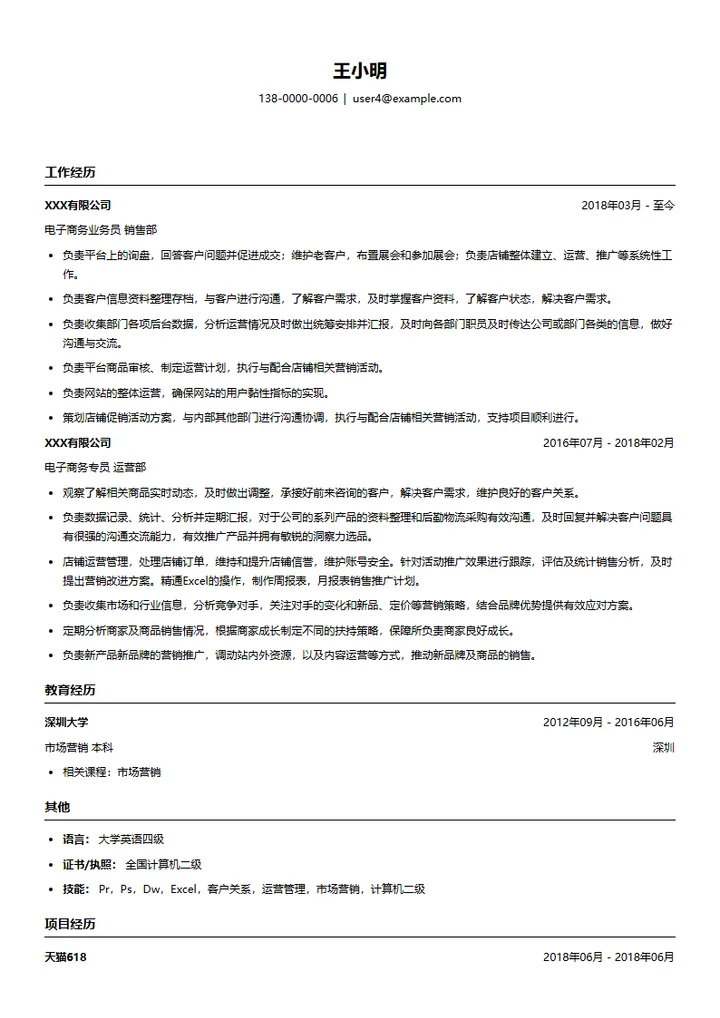 王小明
138-0000-0006 | user4@example.com
工作经历
XXX有限公司 2018年03月 - 至今
电子商务业务员 销售部
• 负责平台上的询盘，回答客户问题并促进成交；维护老客户，布置展会和参加展会；负责店铺整体建立、运营、推广等系统性工
作。
• 负责客户信息资料整理存档，与客户进行沟通，了解客户需求，及时掌握客户资料，了解客户状态，解决客户需求。
• 负责收集部门各项后台数据，分析运营情况及时做出统筹安排并汇报，及时向各部门职员及时传达公司或部门各类的信息，做好
沟通与交流。
• 负责平台商品审核、制定运营计划，执行与配合店铺相关营销活动。
• 负责网站的整体运营，确保网站的用户黏性指标的实现。
• 策划店铺促销活动方案，与内部其他部门进行沟通协调，执行与配合店铺相关营销活动，支持项目顺利进行。
XXX有限公司 2016年07月 - 2018年02月
电子商务专员 运营部
• 观察了解相关商品实时动态，及时做出调整，承接好前来咨询的客户，解决客户需求，维护良好的客户关系。
• 负责数据记录、统计、分析并定期汇报，对于公司的系列产品的资料整理和后勤物流采购有效沟通，及时回复并解决客户问题具
有很强的沟通交流能力，有效推广产品并拥有敏锐的洞察力选品。
• 店铺运营管理，处理店铺订单，维持和提升店铺信誉，维护账号安全。针对活动推广效果进行跟踪，评估及统计销售分析，及时
提出营销改进方案。精通Excel的操作，制作周报表，月报表销售推广计划。
• 负责收集市场和行业信息，分析竞争对手，关注对手的变化和新品、定价等营销策略，结合品牌优势提供有效应对方案。
• 定期分析商家及商品销售情况，根据商家成长制定不同的扶持策略，保障所负责商家良好成长。
• 负责新产品新品牌的营销推广，调动站内外资源，以及内容运营等方式，推动新品牌及商品的销售。
教育经历
深圳大学 2012年09月 - 2016年06月
市场营销 本科 深圳
• 相关课程：市场营销
其他
• 语言： 大学英语四级
• 证书/执照： 全国计算机二级
• 技能： Pr，Ps，Dw，Excel，客户关系，运营管理，市场营销，计算机二级
项目经历
天猫618 2018年06月 - 2018年06月